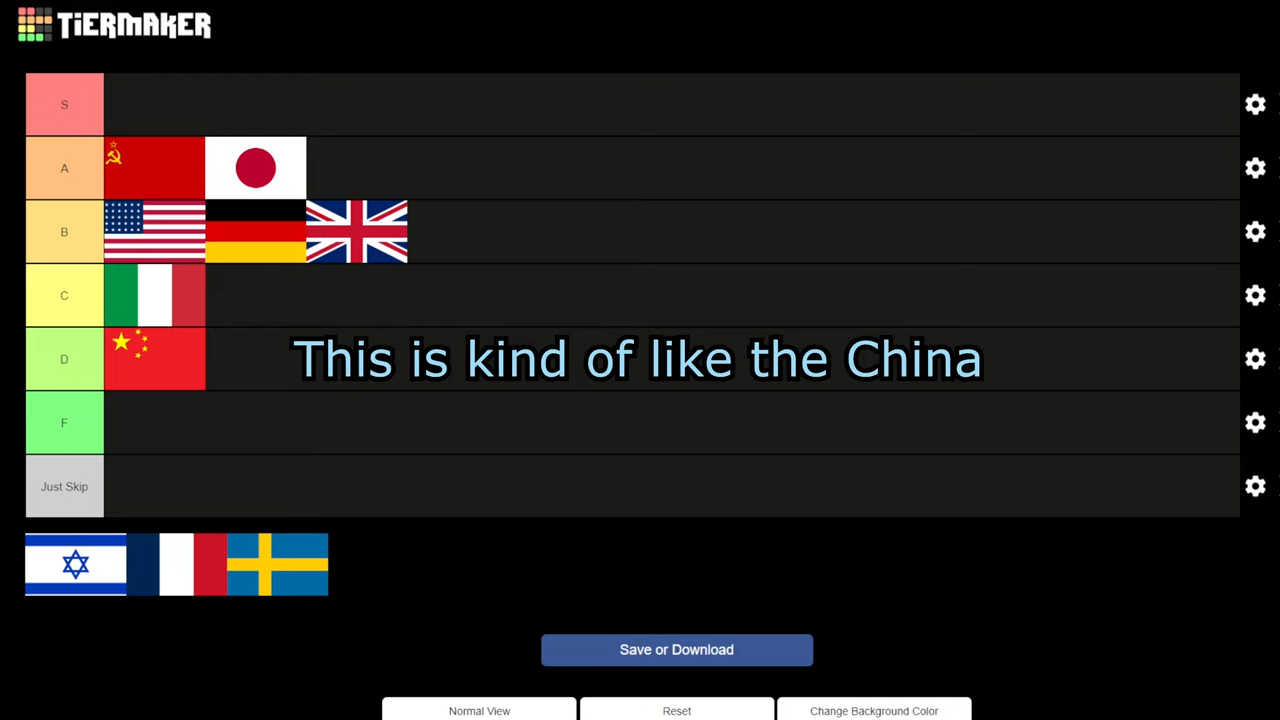 TiERMAKER
S
A
B
C
D
This is kind of like the China
F
Just Skip
Save or Download
Normal View
Reset
Change Background Color